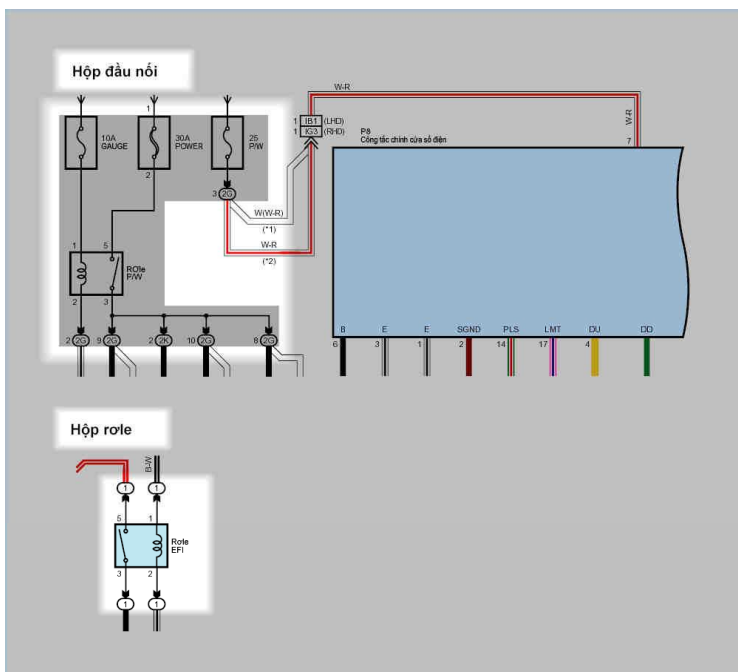 Hộp đầu nối
W-R
1
1 IB1 (LHD)
1 IG3 (RHD)
W-R
P8
Công tắc chính cửa sổ điện
7
10A
GAUGE
30A
POWER
25
P/W
2
3 2G
W(W-R)
(*1)
W-R
(*2)
1 5
Rơle
P/W
2 3
2 2G 9 2G 2 2K 10 2G 8 2G
B E E SGND PLS LMT DU DD
6 3 1 2 14 17 4
Hộp rơle
B-W
1 1
5 1
Rơle
EFI
3 2
1 1